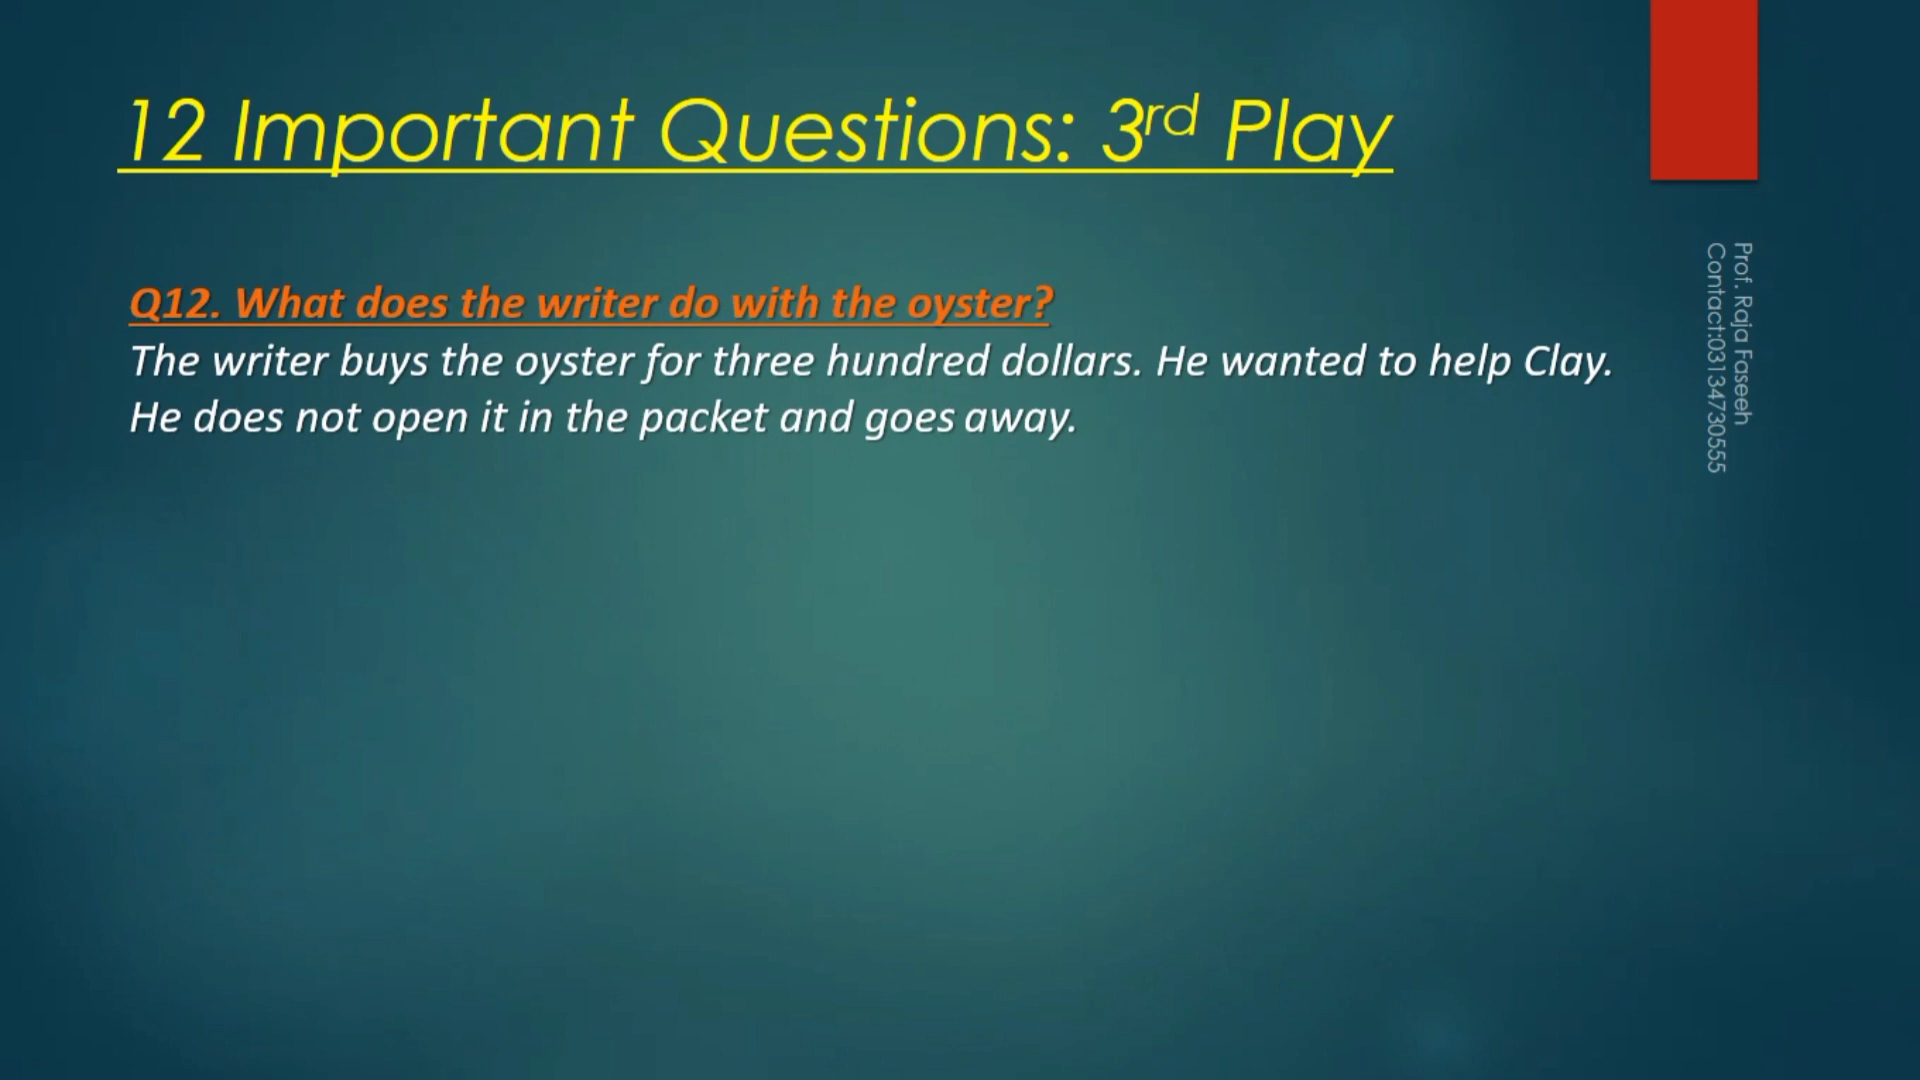 12 Important Questions: 3rd Play
Q12. What does the writer do with the oyster?
The writer buys the oyster for three hundred dollars. He wanted to help Clay.
He does not open it in the packet and goes away.
Prof. Raja Faseeh
Contact:03134730555